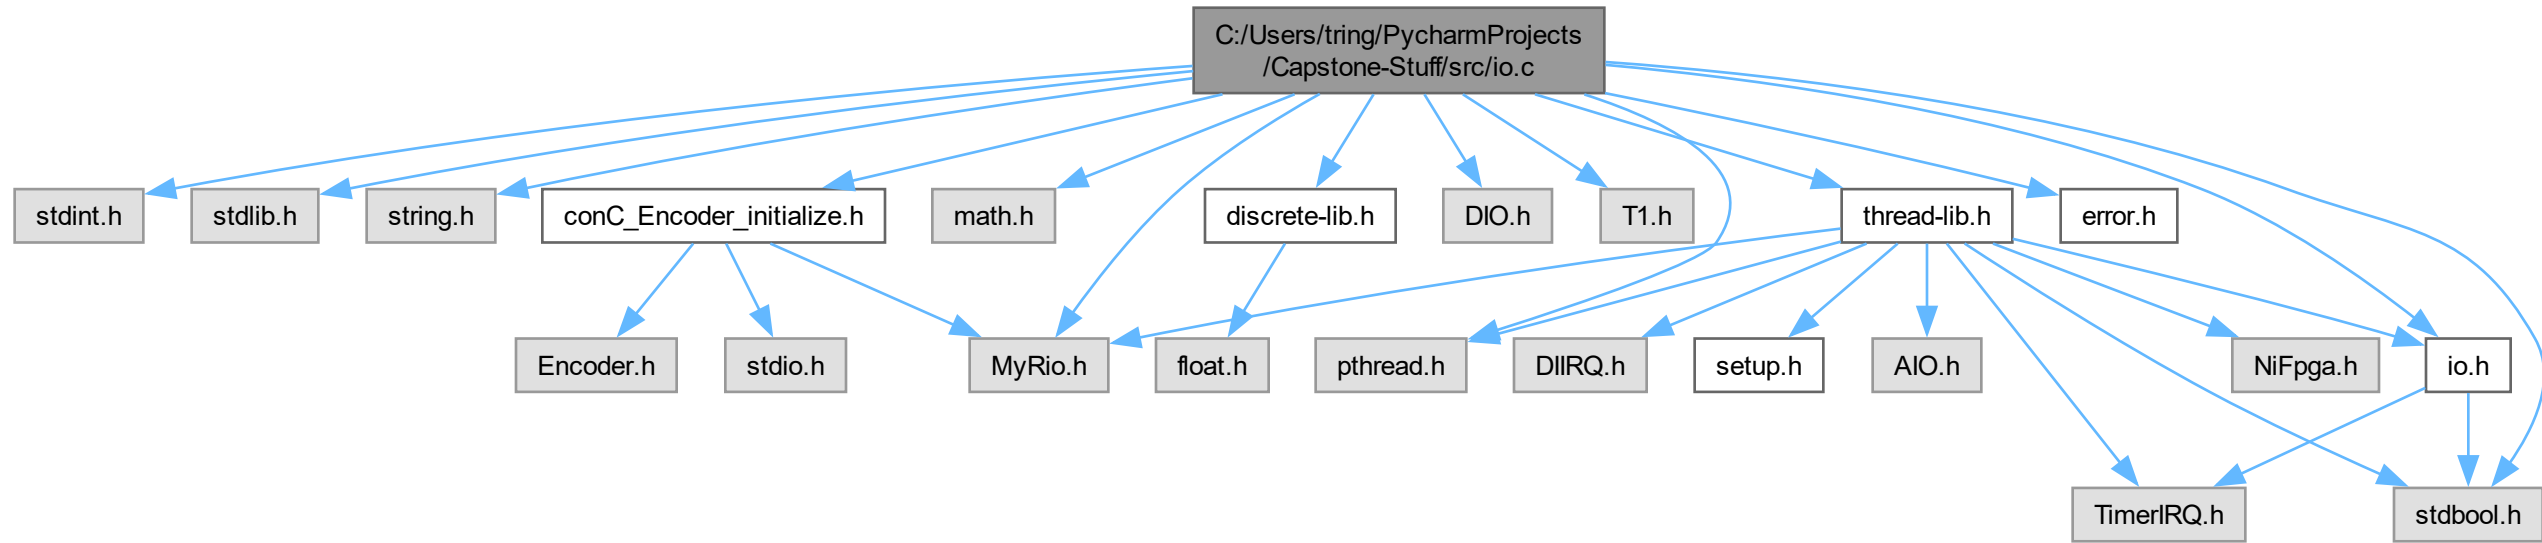 C:/Users/tring/PycharmProjects
/Capstone-Stuff/src/io.c
stdint.h
stdlib.h
string.h
conC_Encoder_initialize.h
math.h
discrete-lib.h
DIO.h
T1.h
thread-lib.h
error.h
Encoder.h
stdio.h
MyRio.h
float.h
pthread.h
DIIRQ.h
setup.h
AIO.h
NiFpga.h
io.h
TimerIRQ.h
stdbool.h